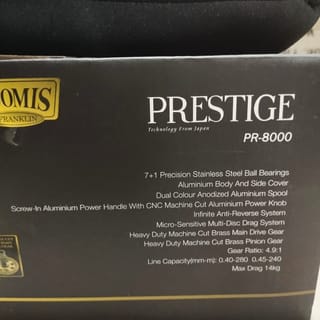 OMIS
FRANKLIN
PRESTIGE
Technology From Japan
PR-8000
7+1 Precision Stainless Steel Ball Bearings
Aluminium Body And Side Cover
Dual Colour Anodized Aluminium Spool
Screw-In Aluminium Power Handle With CNC Machine Cut Aluminium Power Knob
Infinite Anti-Reverse System
Micro-Sensitive Multi-Disc Drag System
Heavy Duty Machine Cut Brass Main Drive Gear
Heavy Duty Machine Cut Brass Pinion Gear
Gear Ratio: 4.9:1
Line Capacity(mm-m): 0.40-280 0.45-240
Max Drag 14kg